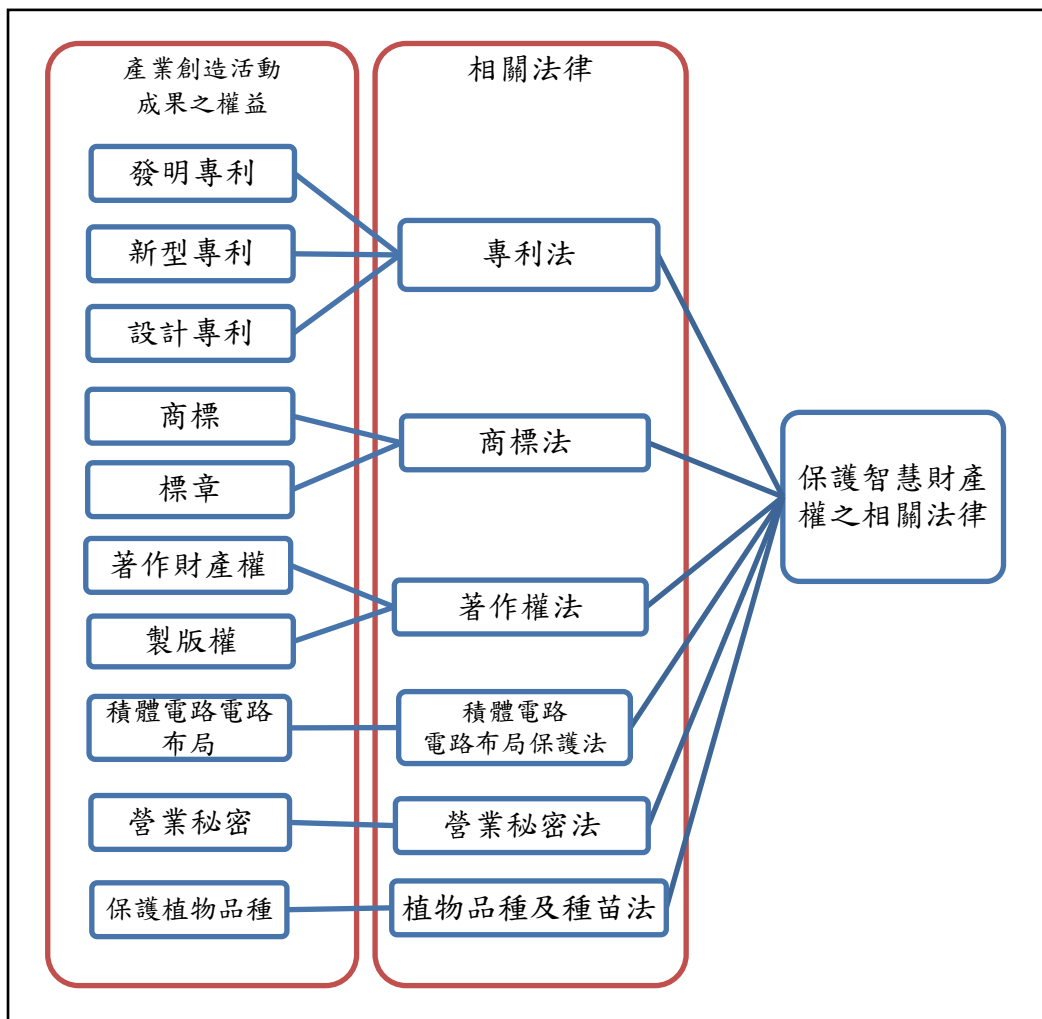 產業創造活動
成果之權益
發明專利
新型專利
設計專利
商標
標章
著作財產權
製版權
積體電路電路
布局
營業秘密
保護植物品種
相關法律
專利法
商標法
著作權法
積體電路
電路布局保護法
營業秘密法
植物品種及種苗法
保護智慧財產
權之相關法律